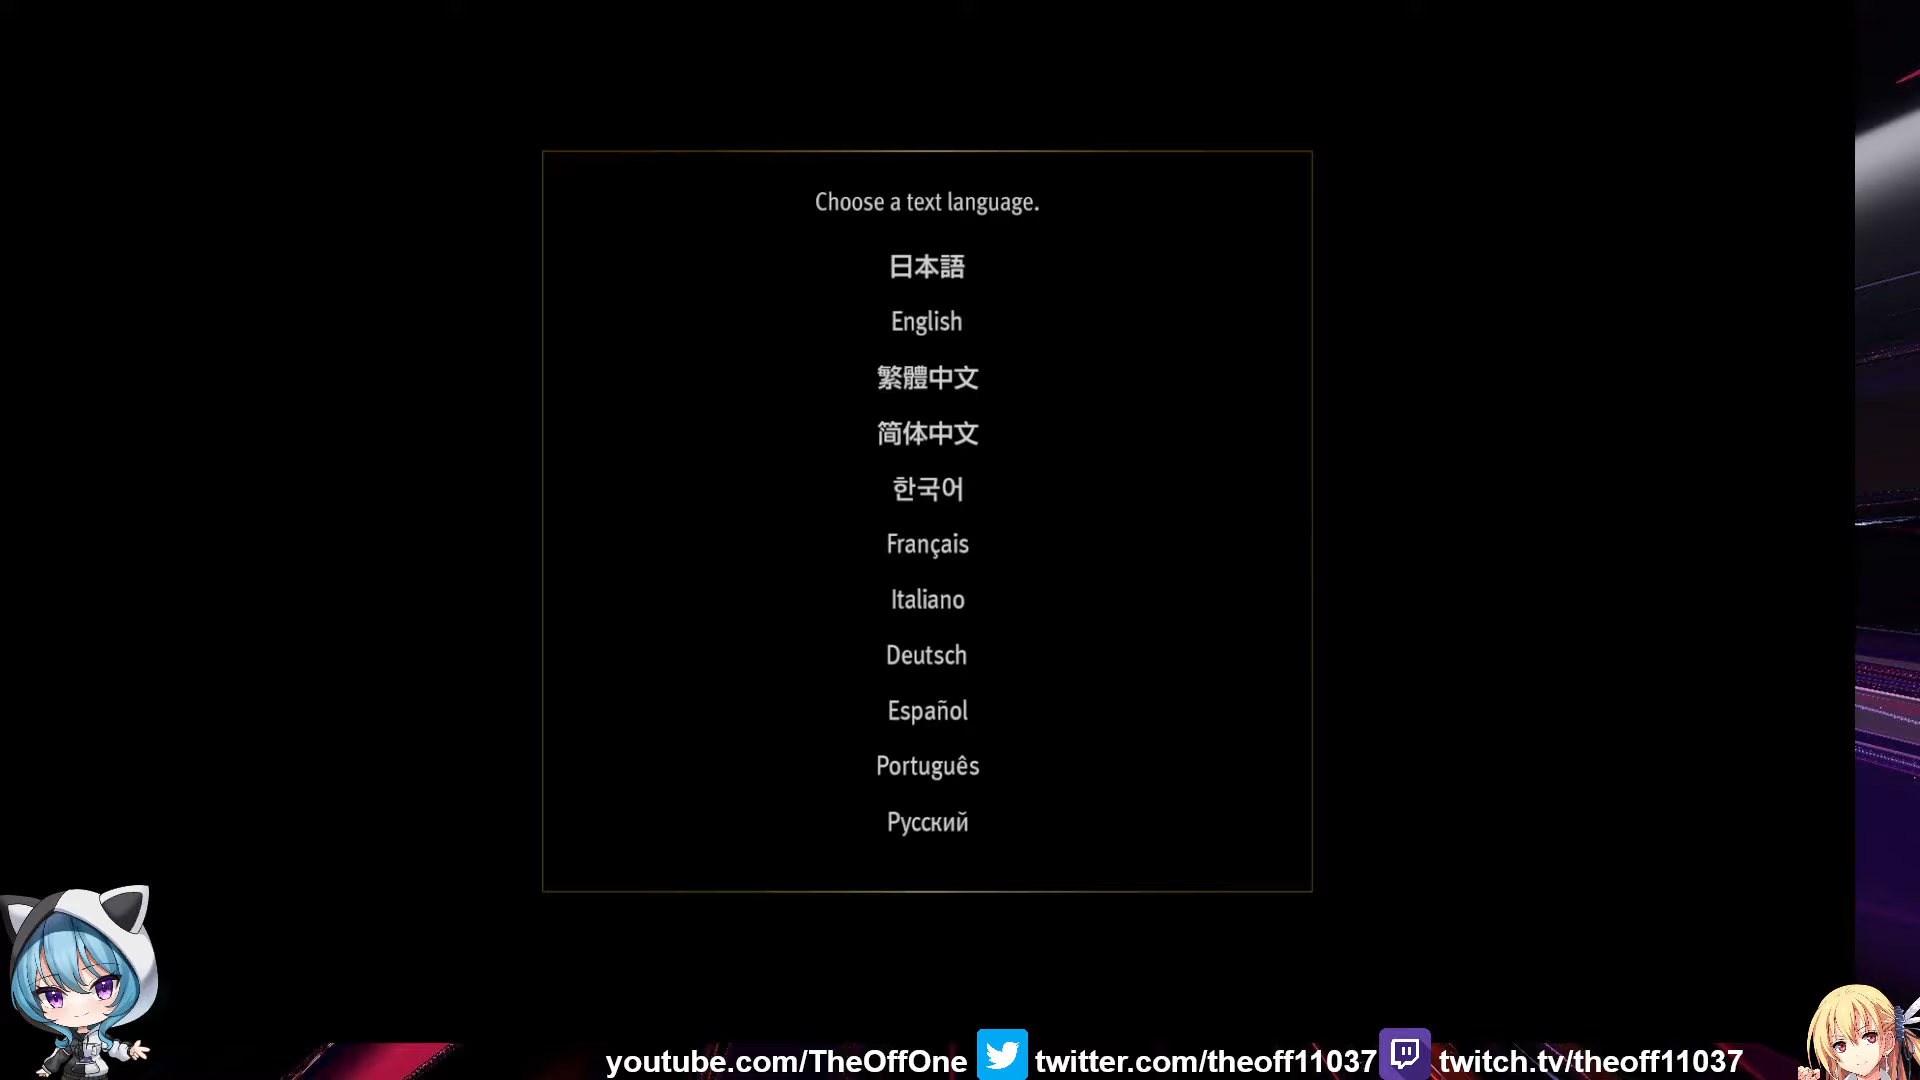 Choose a text language.
日本語
English
繁體中文
简体中文
한국어
Français
Italiano
Deutsch
Español
Português
Русский
youtube.com/TheOffOne twitter.com/theoff11037 twitch.tv/theoff11037